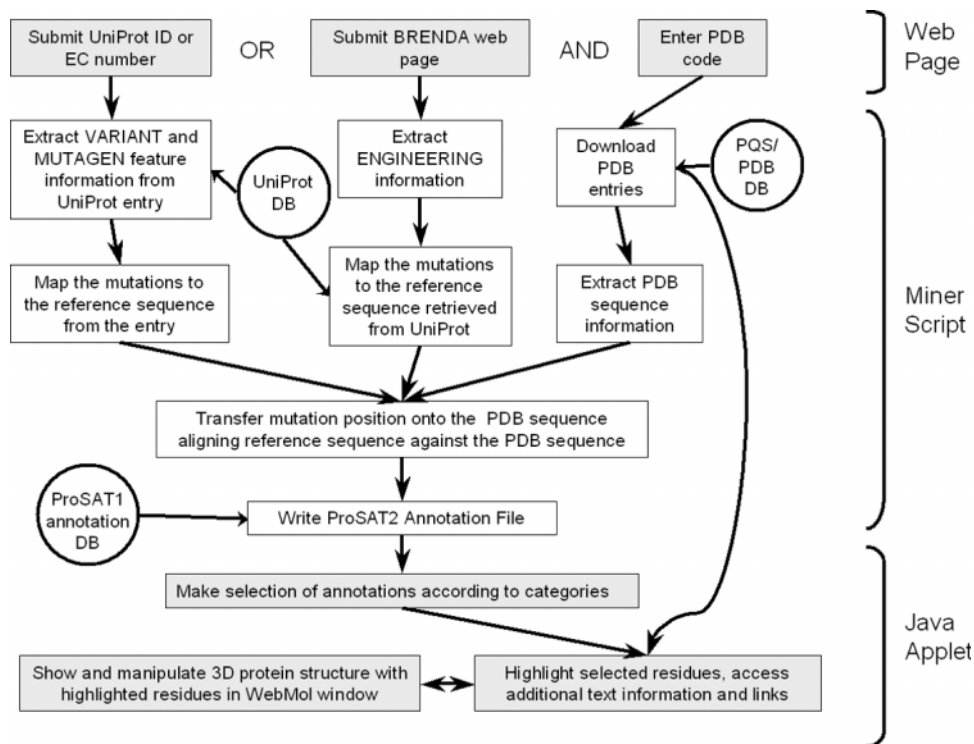 Submit UniProt ID or
EC number
OR
Submit BRENDA web
page
AND
Enter PDB
code
Web
Page
Extract VARIANT and
MUTAGEN feature
information from
UniProt entry
UniProt
DB
Extract
ENGINEERING
information
Download
PDB
entries
PQS/
PDB
DB
Map the mutations to
the reference sequence
from the entry
Map the mutations
to the reference
sequence retrieved
from UniProt
Extract PDB
sequence
information
Miner
Script
Transfer mutation position onto the PDB sequence
aligning reference sequence against the PDB sequence
ProSAT1
annotation
DB
Write ProSAT2 Annotation File
Make selection of annotations according to categories
Java
Applet
Show and manipulate 3D protein structure with
highlighted residues in WebMol window
Highlight selected residues, access
additional text information and links